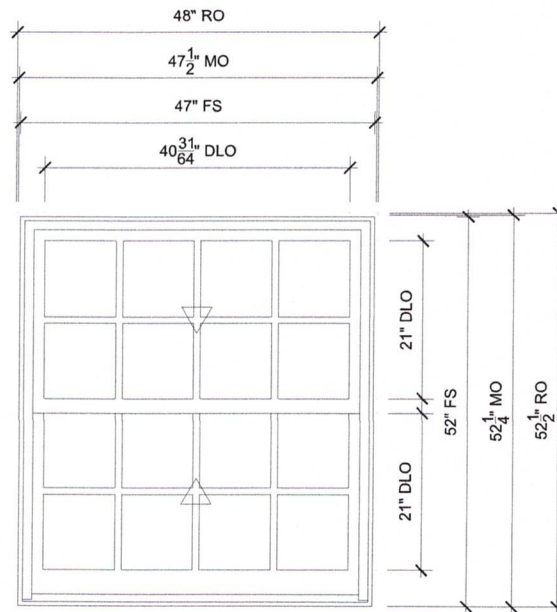 48" RO
47 1/2" MO
47" FS
40 31/64" DLO
21" DLO
21" DLO
52" FS
52 1/4" MO
52 1/2" RO